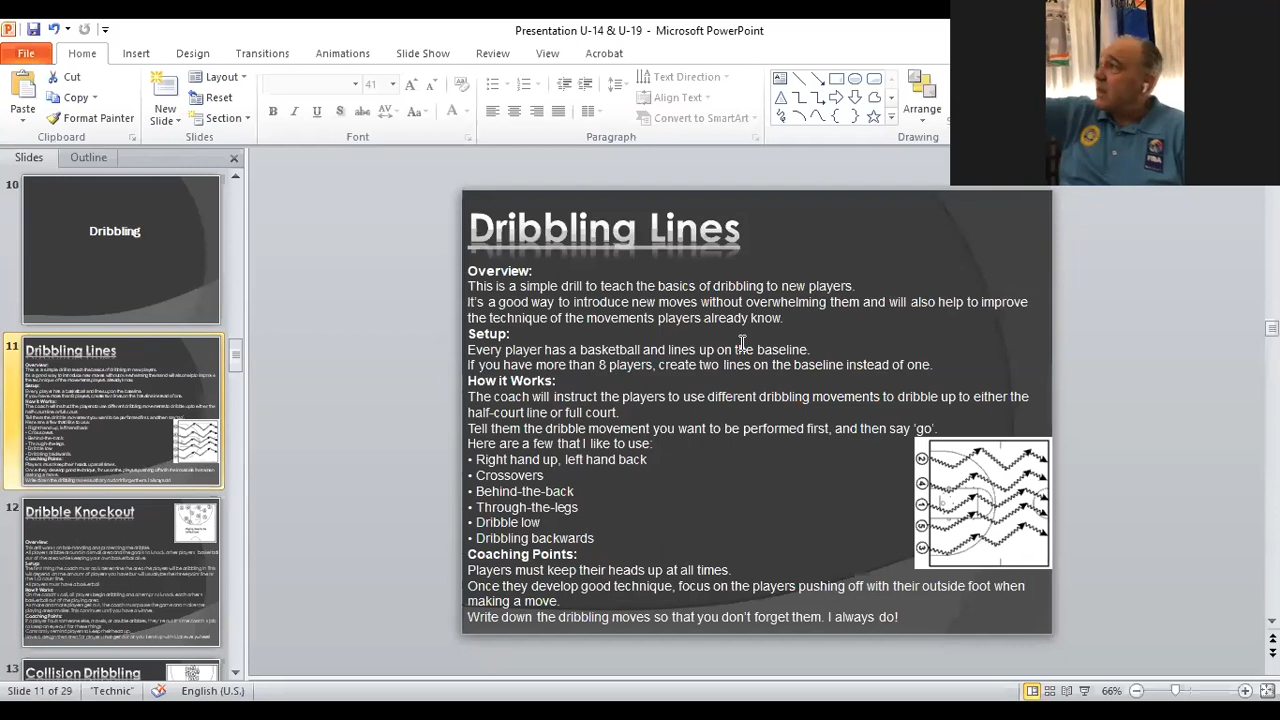 Presentation U-14 & U-19 - Microsoft PowerPoint
File Home Insert Design Transitions Animations Slide Show Review View Acrobat
Paste
Cut
Copy
Format Painter
Clipboard
New
Slide
Layout
Reset
Section
Slides
41
B I U S abc AV Aa A
Font
Text Direction
Align Text
Convert to SmartArt
Paragraph
Arrange
Drawing
FIBA
Slides Outline
10
Dribbling
11
Dribbling Lines
12
Dribble Knockout
13
Collision Dribbling
Dribbling Lines
Overview:
This is a simple drill to teach the basics of dribbling to new players.
It's a good way to introduce new moves without overwhelming them and will also help to improve
the technique of the movements players already know.
Setup:
Every player has a basketball and lines up on the baseline.
If you have more than 8 players, create two lines on the baseline instead of one.
How it Works:
The coach will instruct the players to use different dribbling movements to dribble up to either the
half-court line or full court.
Tell them the dribble movement you want to be performed first, and then say 'go'.
Here are a few that I like to use:
• Right hand up, left hand back
• Crossovers
• Behind-the-back
• Through-the-legs
• Dribble low
• Dribbling backwards
Coaching Points:
Players must keep their heads up at all times.
Once they develop good technique, focus on the players pushing off with their outside foot when
making a move.
Write down the dribbling moves so that you don't forget them. I always do!
2
4
1
5
3
Slide 11 of 29 "Technic" English (U.S.) 66%